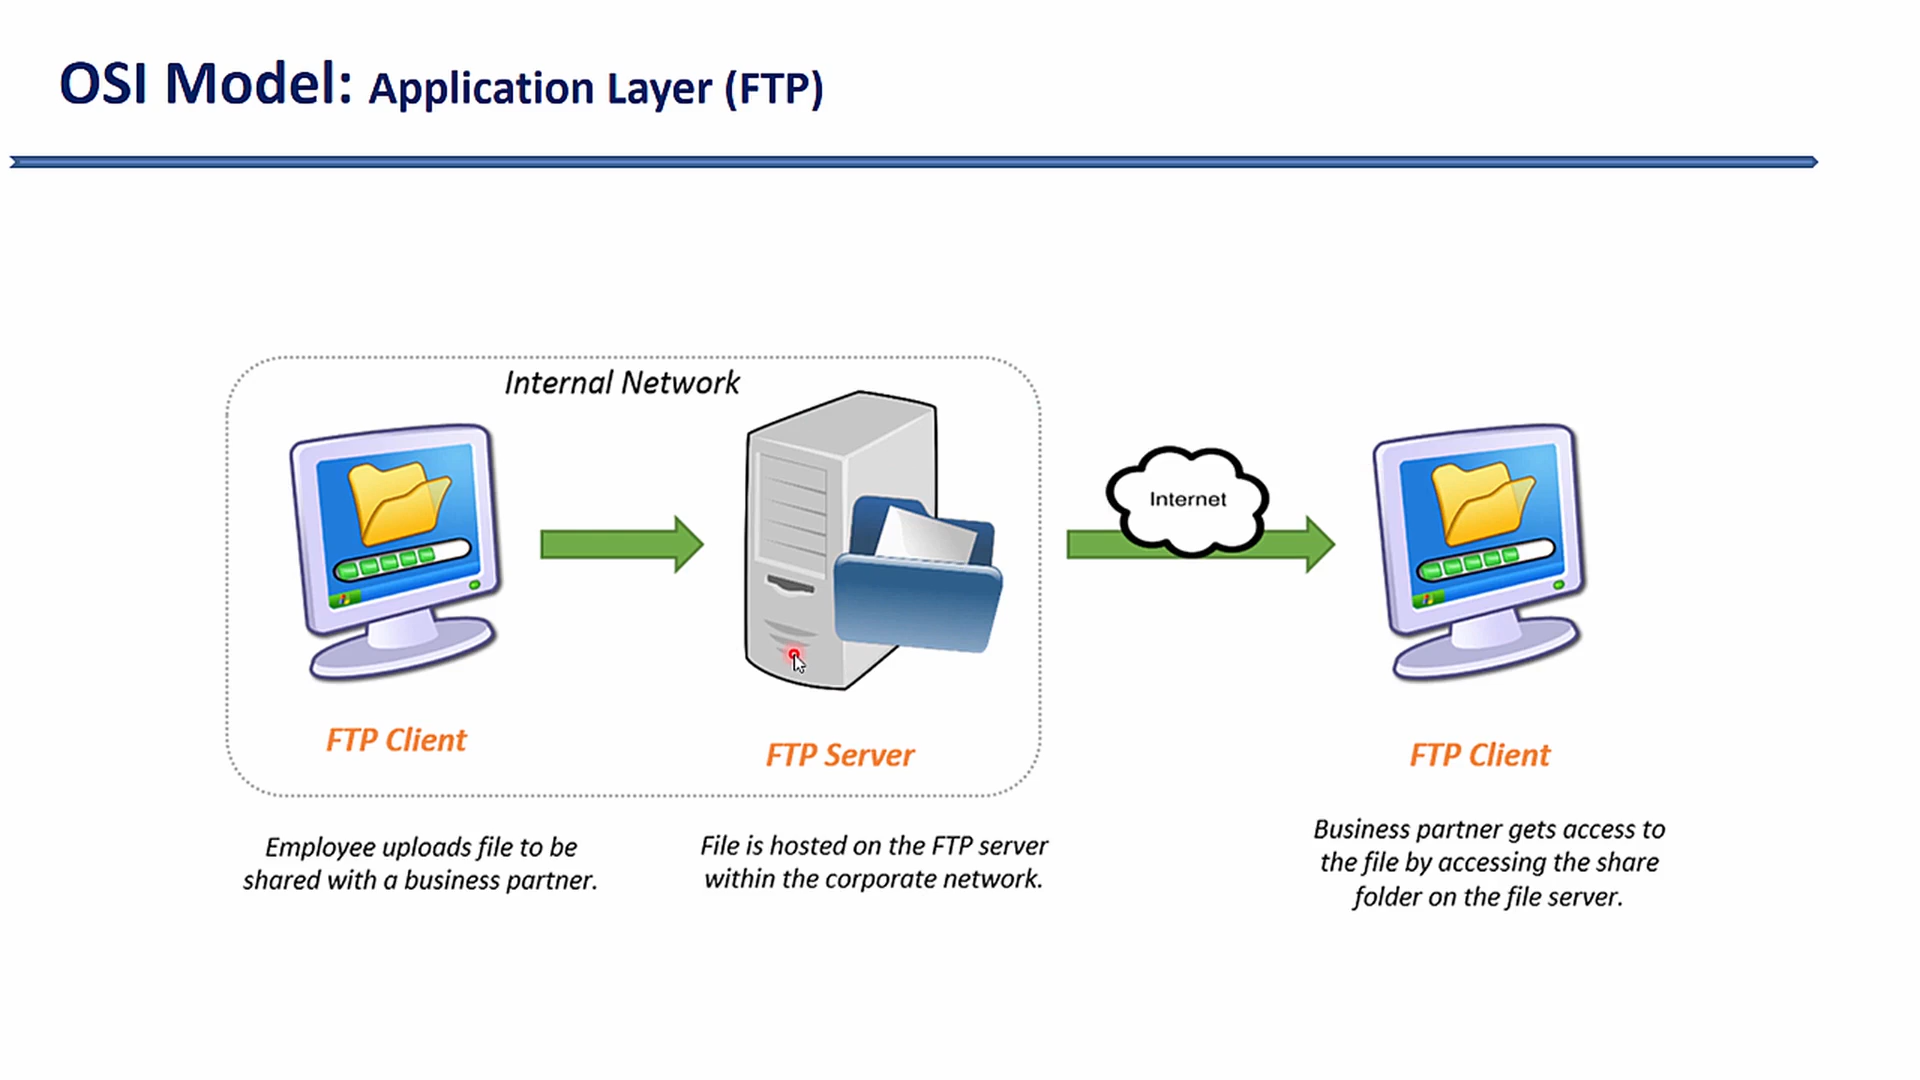 OSI Model: Application Layer (FTP)
Internal Network
Internet
FTP Client
FTP Server
FTP Client
Employee uploads file to be
shared with a business partner.
File is hosted on the FTP server
within the corporate network.
Business partner gets access to
the file by accessing the share
folder on the file server.